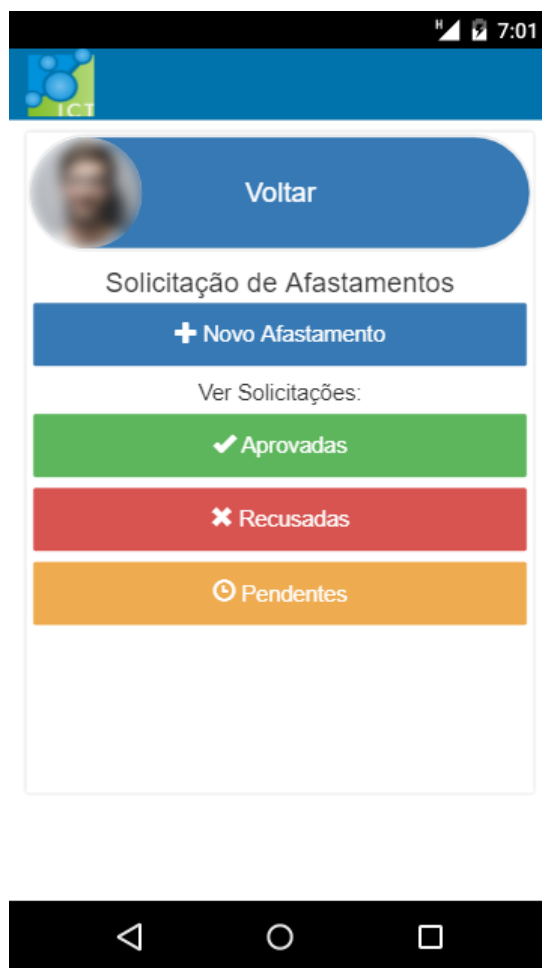 H 7:01
ICT
Voltar
Solicitação de Afastamentos
Novo Afastamento
Ver Solicitações:
Aprovadas
Recusadas
Pendentes